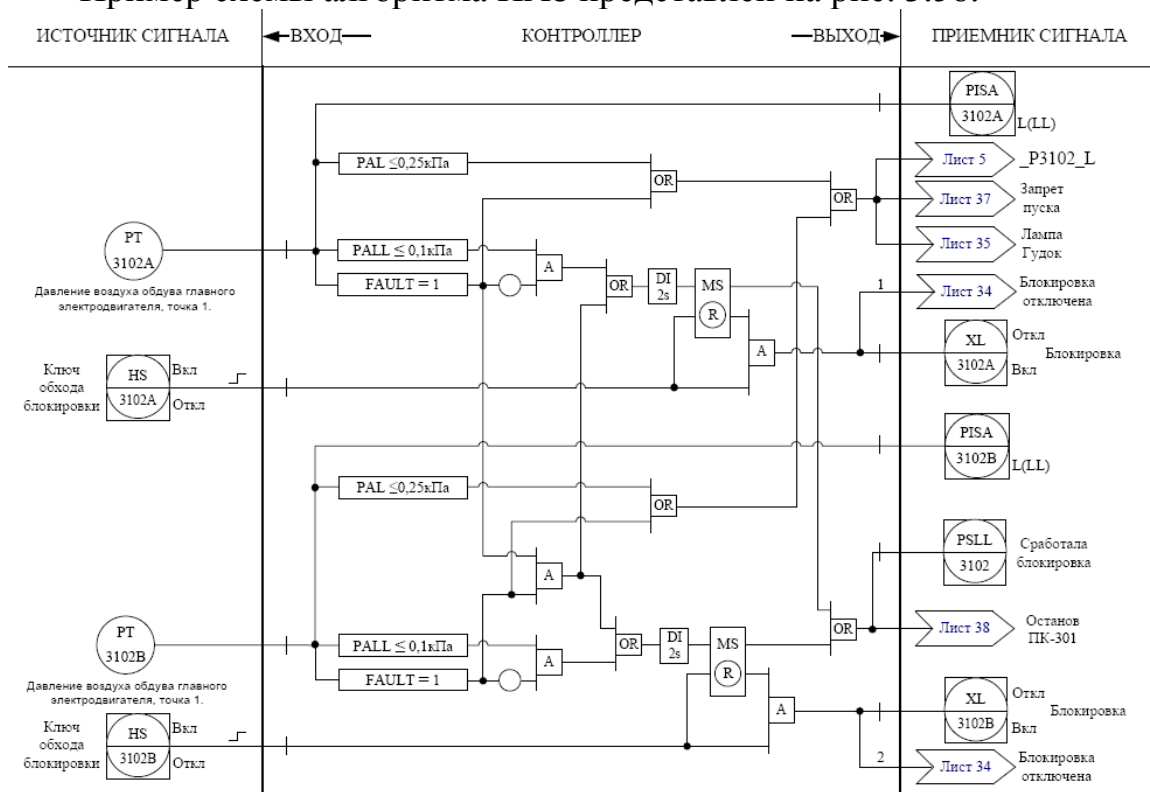 Пример схемы алгоритма ПАЗ представлен на рис. 3.58.
ИСТОЧНИК СИГНАЛА
ВХОД
КОНТРОЛЛЕР
ВЫХОД
ПРИЕМНИК СИГНАЛА
PISA
3102A
L(LL)
PAL ≤0,25кПа
OR
OR
Лист 5
_P3102_L
Лист 37
Запрет
пуска
Лист 35
Лампа
Гудок
PT
3102A
Давление воздуха обдува главного
электродвигателя, точка 1.
PALL ≤ 0,1кПа
FAULT = 1
A
OR
DI
2s
MS
R
A
1
Лист 34
Блокировка
отключена
XL
3102A
Откл
Блокировка
Вкл
Ключ
обхода
блокировки
HS
3102A
Вкл
Откл
PISA
3102B
L(LL)
PAL ≤0,25кПа
OR
A
PSLL
3102
Сработала
блокировка
PT
3102B
Давление воздуха обдува главного
электродвигателя, точка 1.
PALL ≤ 0,1кПа
FAULT = 1
A
OR
DI
2s
MS
R
OR
Лист 38
Останов
ПК-301
A
XL
3102B
Откл
Блокировка
Вкл
Ключ
обхода
блокировки
HS
3102B
Вкл
Откл
2
Лист 34
Блокировка
отключена